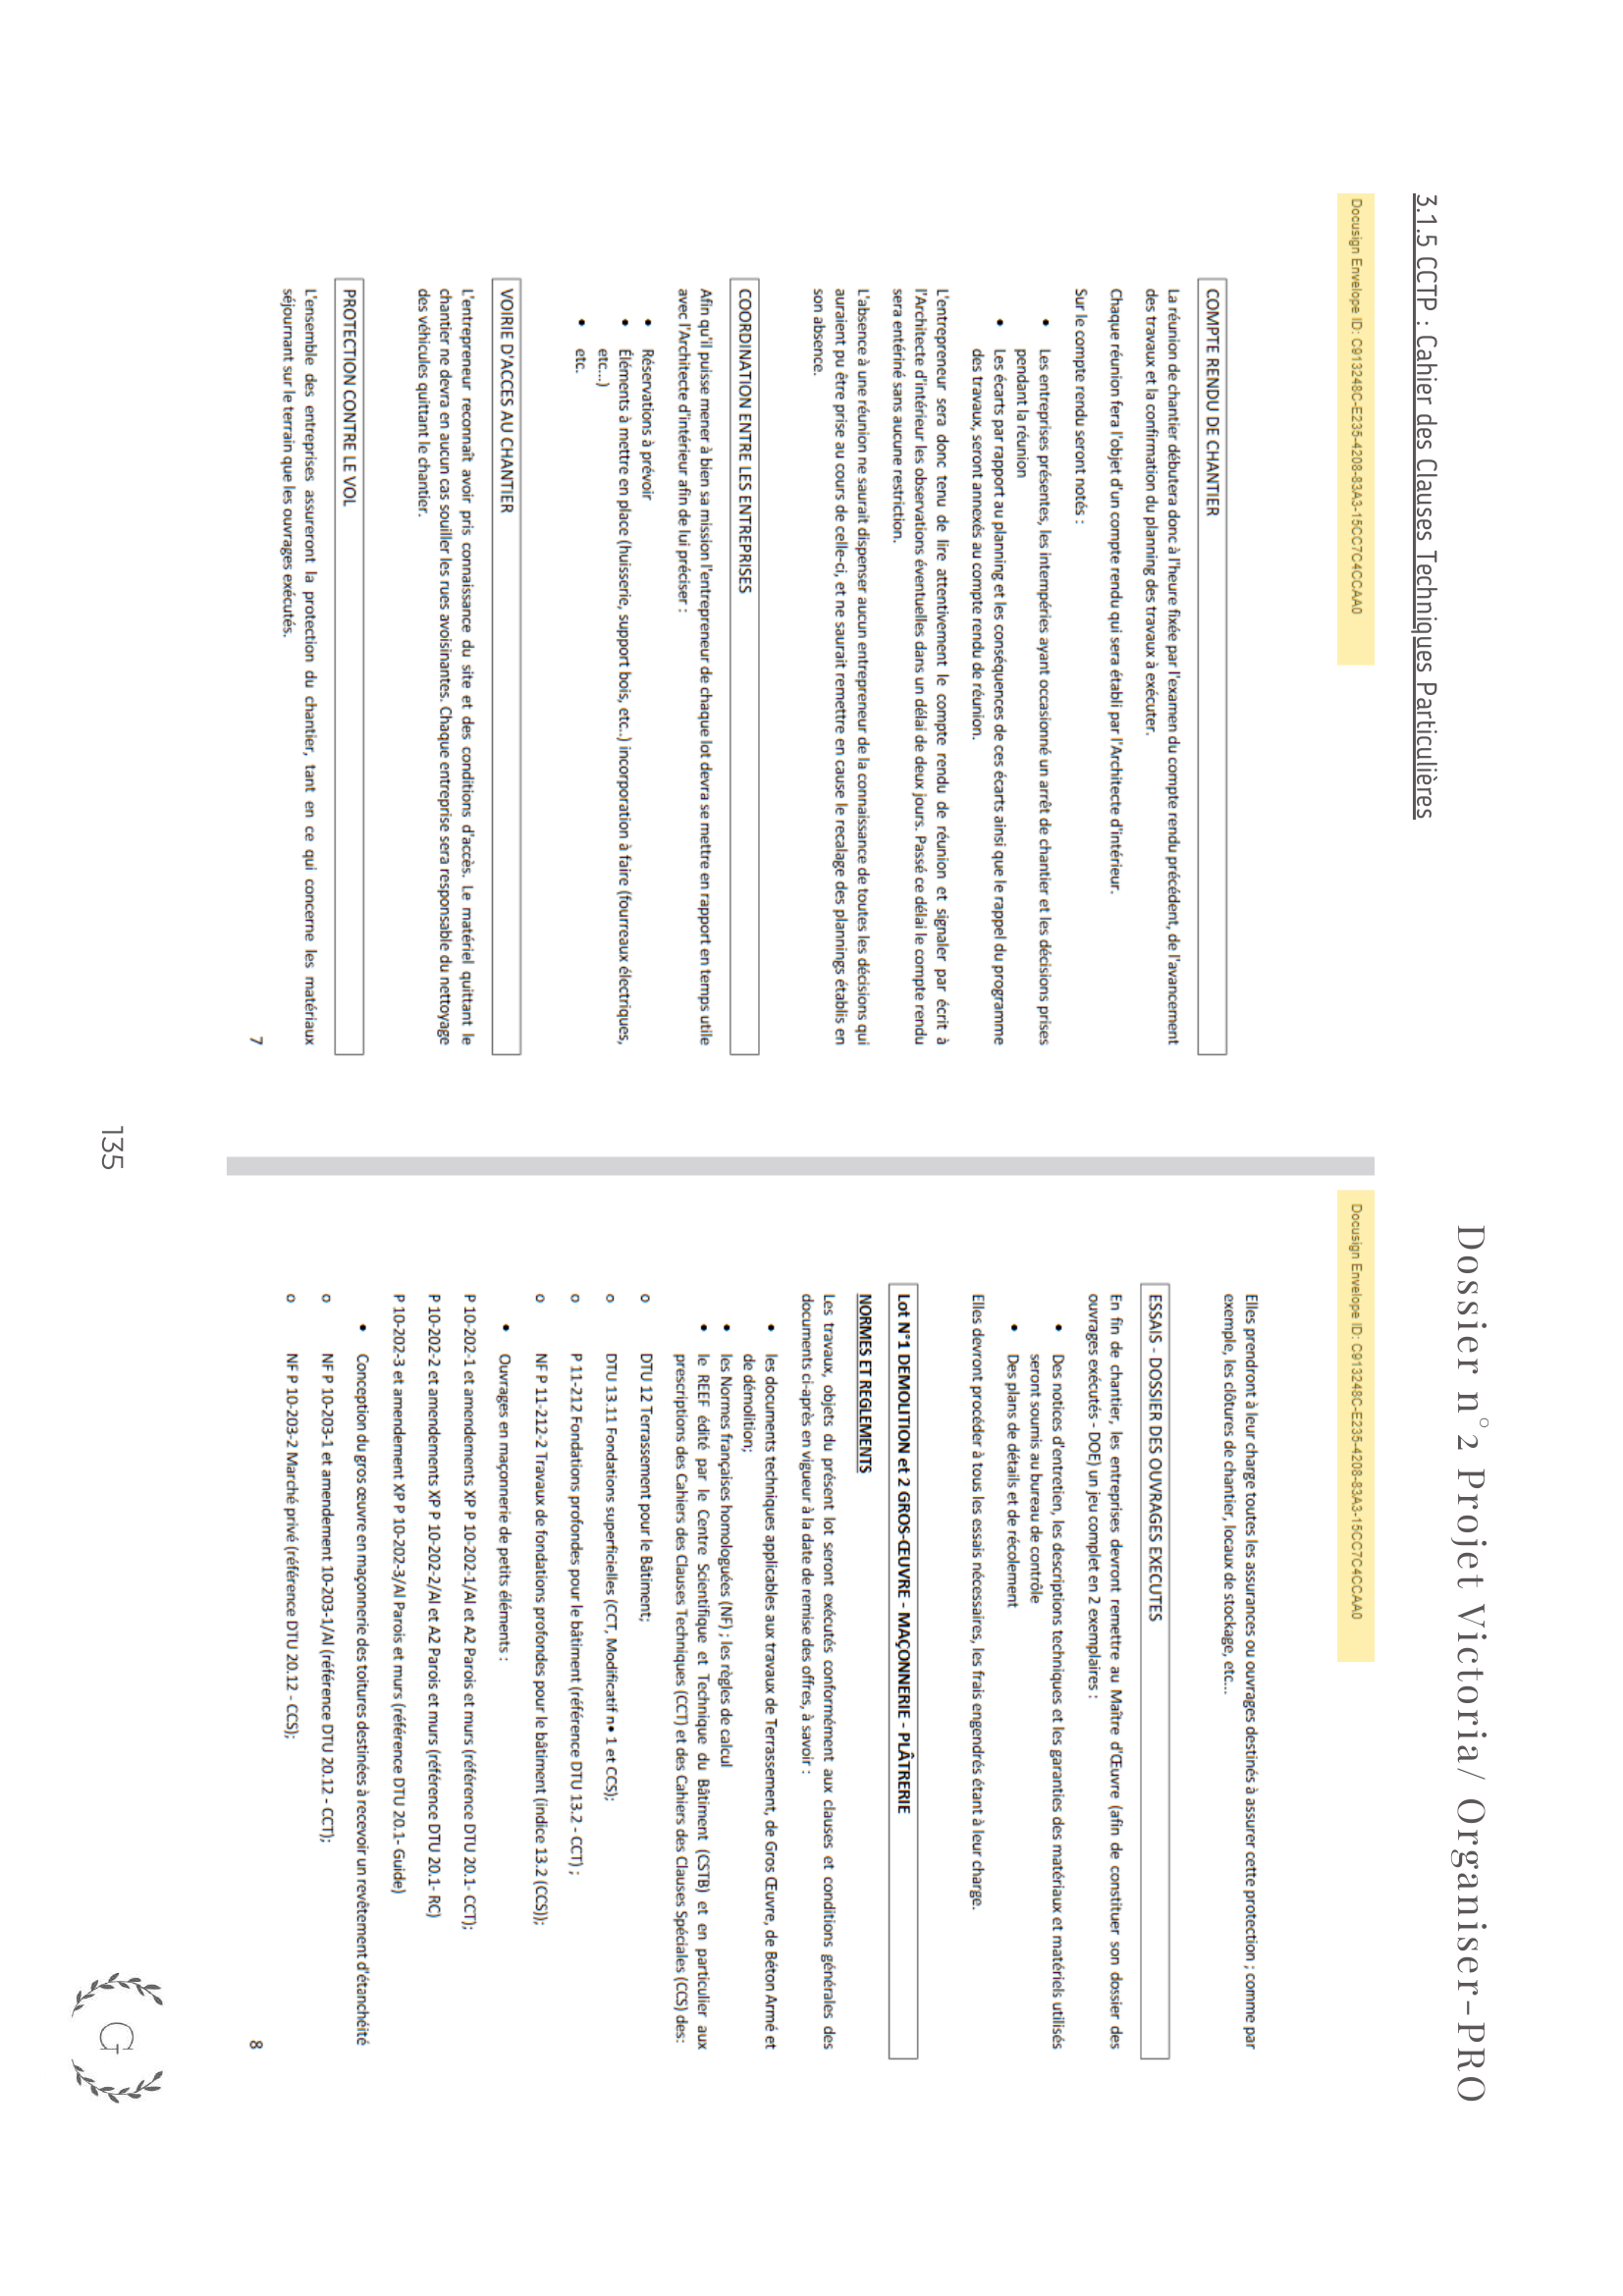 Dossier n°2 Projet Victoria/ Organiser-PRO
3.1.5 CCTP : Cahier des Clauses Techniques Particulières
Docusign Envelope ID: C913248C-E235-4208-83A3-15CC7C4CCAA0
COMPTE RENDU DE CHANTIER
La réunion de chantier débutera donc à l'heure fixée par l'examen du compte rendu précédent, de l'avancement
des travaux et la confirmation du planning des travaux à exécuter.
Chaque réunion fera l'objet d'un compte rendu qui sera établi par l'Architecte d'intérieur.
Sur le compte rendu seront notés :
• Les entreprises présentes, les intempéries ayant occasionné un arrêt de chantier et les décisions prises
pendant la réunion
• Les écarts par rapport au planning et les conséquences de ces écarts ainsi que le rappel du programme
des travaux, seront annexés au compte rendu de réunion.
L'entrepreneur sera donc tenu de lire attentivement le compte rendu de réunion et signaler par écrit à
l'Architecte d'intérieur les observations éventuelles dans un délai de deux jours. Passé ce délai le compte rendu
sera entériné sans aucune restriction.
L'absence à une réunion ne saurait dispenser aucun entrepreneur de la connaissance de toutes les décisions qui
auraient pu être prise au cours de celle-ci, et ne saurait remettre en cause le recalage des plannings établis en
son absence.
COORDINATION ENTRE LES ENTREPRISES
Afin qu'il puisse mener à bien sa mission l'entrepreneur de chaque lot devra se mettre en rapport en temps utile
avec l'Architecte d'intérieur afin de lui préciser :
• Réservations à prévoir
• Éléments à mettre en place (huisserie, support bois, etc..) incorporation à faire (fourreaux électriques,
etc...)
• etc.
VOIRIE D'ACCES AU CHANTIER
L'entrepreneur reconnaît avoir pris connaissance du site et des conditions d'accès. Le matériel quittant le
chantier ne devra en aucun cas souiller les rues avoisinantes. Chaque entreprise sera responsable du nettoyage
des véhicules quittant le chantier.
PROTECTION CONTRE LE VOL
L'ensemble des entreprises assureront la protection du chantier, tant en ce qui concerne les matériaux
séjournant sur le terrain que les ouvrages exécutés.
7
Docusign Envelope ID: C913248C-E235-4208-83A3-15CC7C4CCAA0
Elles prendront à leur charge toutes les assurances ou ouvrages destinés à assurer cette protection ; comme par
exemple, les clôtures de chantier, locaux de stockage, etc...
ESSAIS - DOSSIER DES OUVRAGES EXECUTES
En fin de chantier, les entreprises devront remettre au Maître d'Œuvre (afin de constituer son dossier des
ouvrages exécutés - DOE) un jeu complet en 2 exemplaires :
• Des notices d'entretien, les descriptions techniques et les garanties des matériaux et matériels utilisés
seront soumis au bureau de contrôle
• Des plans de détails et de récolement
Elles devront procéder à tous les essais nécessaires, les frais engendrés étant à leur charge.
Lot N°1 DEMOLITION et 2 GROS-ŒUVRE - MAÇONNERIE - PLÂTRERIE
NORMES ET REGLEMENTS
Les travaux, objets du présent lot seront exécutés conformément aux clauses et conditions générales des
documents ci-après en vigueur à la date de remise des offres, à savoir :
• les documents techniques applicables aux travaux de Terrassement, de Gros Œuvre, de Béton Armé et
de démolition;
• les Normes françaises homologuées (NF) ; les règles de calcul
• le REEF édité par le Centre Scientifique et Technique du Bâtiment (CSTB) et en particulier aux
prescriptions des Cahiers des Clauses Techniques (CCT) et des Cahiers des Clauses Spéciales (CCS) des:
o DTU 12 Terrassement pour le Bâtiment;
o DTU 13.11 Fondations superficielles (CCT, Modificatif n• 1 et CCS);
o P 11-212 Fondations profondes pour le bâtiment (référence DTU 13.2 - CCT) ;
o NF P 11-212-2 Travaux de fondations profondes pour le bâtiment (indice 13.2 (CCS));
• Ouvrages en maçonnerie de petits éléments :
P 10-202-1 et amendements XP P 10-202-1/Al et A2 Parois et murs (référence DTU 20.1- CCT);
P 10-202-2 et amendements XP P 10-202-2/Al et A2 Parois et murs (référence DTU 20.1- RC)
P 10-202-3 et amendement XP P 10-202-3/Al Parois et murs (référence DTU 20.1- Guide)
• Conception du gros œuvre en maçonnerie des toitures destinées à recevoir un revêtement d'étanchéité
o NF P 10-203-1 et amendement 10-203-1/Al (référence DTU 20.12 - CCT);
o NF P 10-203-2 Marché privé (référence DTU 20.12 - CCS);
8
135
G